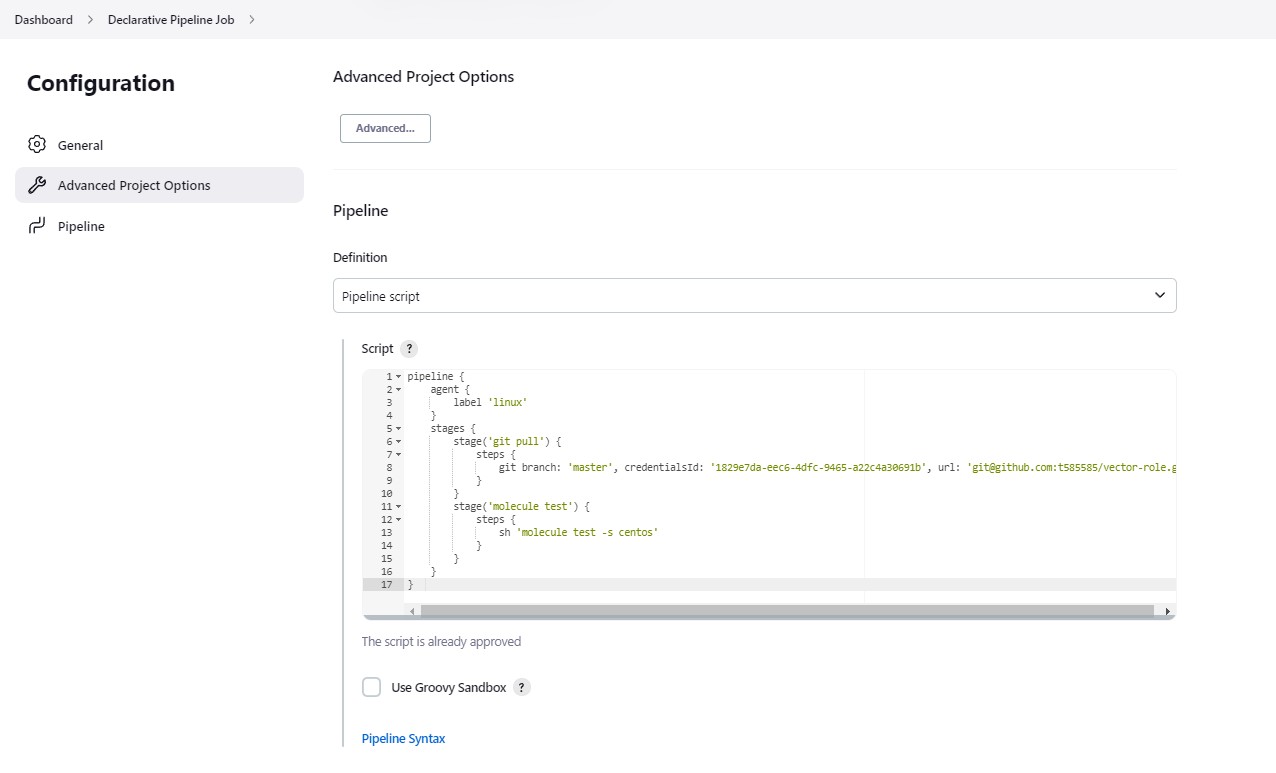 Dashboard > Declarative Pipeline Job >
Configuration
General
Advanced Project Options
Pipeline
Advanced Project Options
Advanced...
Pipeline
Definition
Pipeline script
Script ?
1 pipeline {
2     agent {
3         label 'linux'
4     }
5     stages {
6         stage('git pull') {
7             steps {
8                 git branch: 'master', credentialsId: '1829e7da-eec6-4dfc-9465-a22c4a30691b', url: 'git@github.com:t585585/vector-role.g
9             }
10         }
11         stage('molecule test') {
12             steps {
13                 sh 'molecule test -s centos'
14             }
15         }
16     }
17 }
The script is already approved
Use Groovy Sandbox ?
Pipeline Syntax